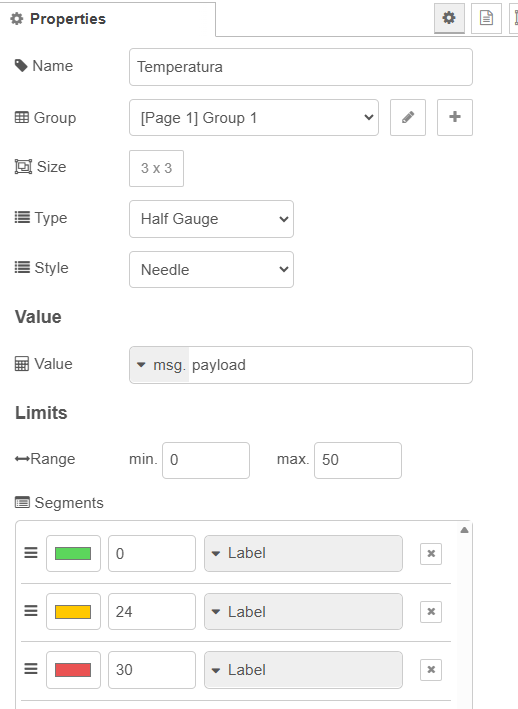 Properties
Name Temperatura
Group [Page 1] Group 1
Size 3 x 3
Type Half Gauge
Style Needle
Value
Value msg. payload
Limits
Range min. 0 max. 50
Segments
0 Label
24 Label
30 Label